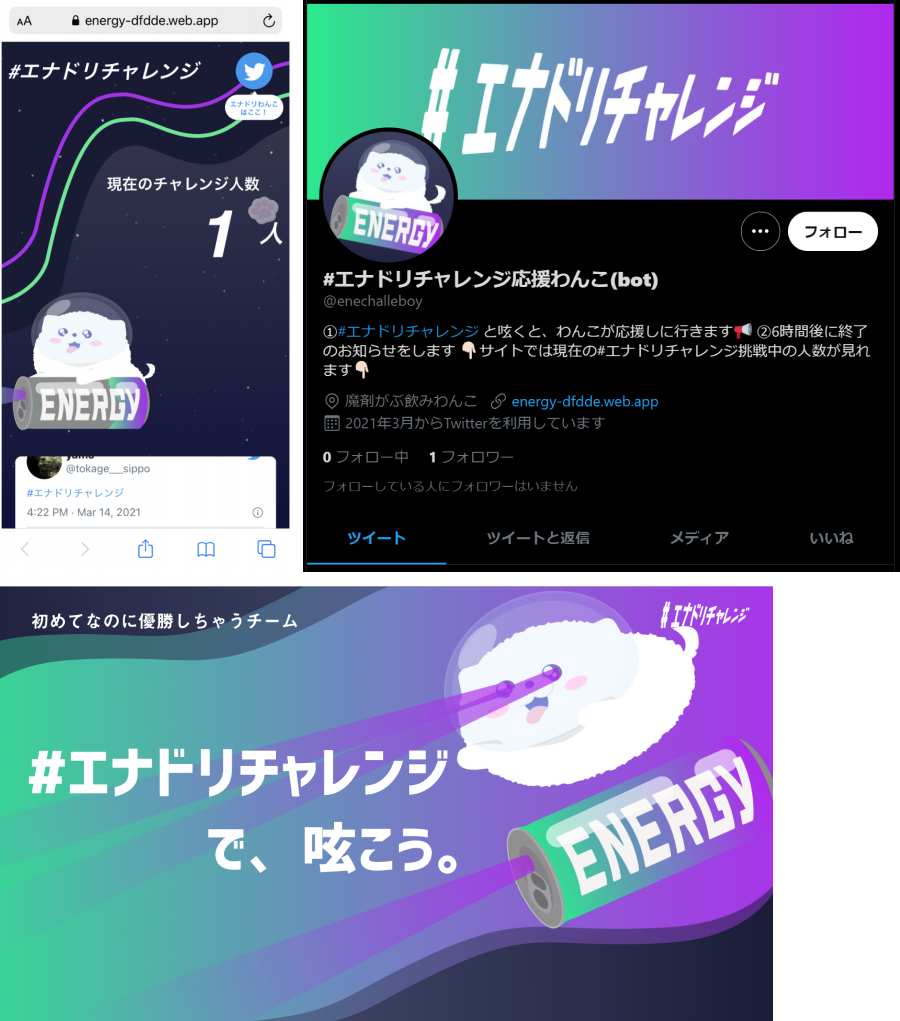 AA energy-dfdde.web.app
#エナドリチャレンジ
エナドリわんこ
はここ！
現在のチャレンジ人数
1人
ENERGY
@tokage__sippo
#エナドリチャレンジ
4:22 PM · Mar 14, 2021
#エナドリチャレンジ
ENERGY
フォロー
#エナドリチャレンジ応援わんこ(bot)
@enechalleboy
①#エナドリチャレンジ と呟くと、わんこが応援しに行きます📢 ②6時間後に終了
のお知らせをします 👇🏻サイトでは現在の#エナドリチャレンジ挑戦中の人数が見れ
ます👇🏻
魔剤がぶ飲みわんこ energy-dfdde.web.app
2021年3月からTwitterを利用しています
0 フォロー中 1 フォロワー
フォローしている人にフォロワーはいません
ツイート ツイートと返信 メディア いいね
初めてなのに優勝しちゃうチーム
#エナドリチャレンジ
#エナドリチャレンジ
で、呟こう。
ENERGY